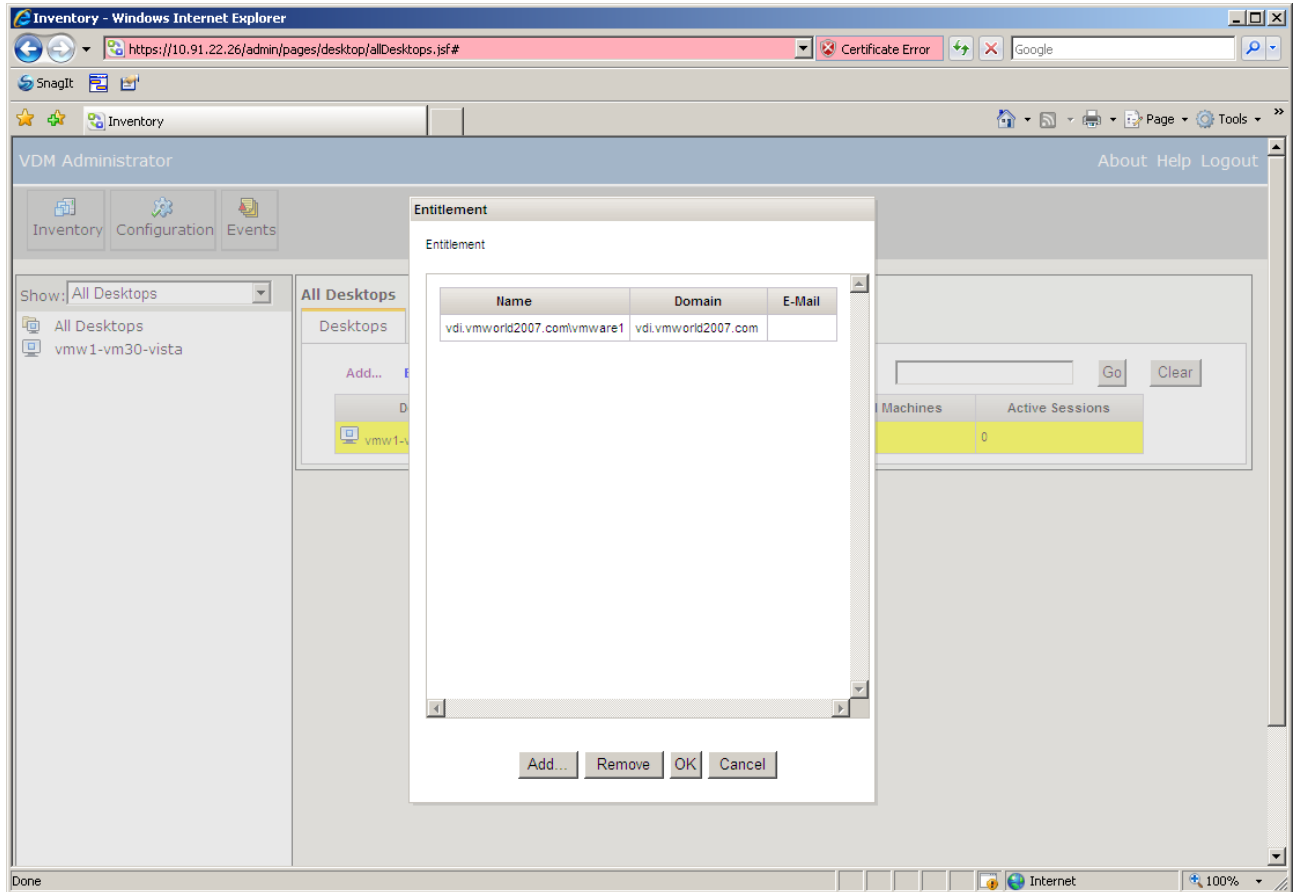 Inventory - Windows Internet Explorer
https://10.91.22.26/admin/pages/desktop/allDesktops.jsf#
Certificate Error
Google
SnagIt
Inventory
Page
Tools
»
VDM Administrator
About Help Logout
Inventory Configuration Events
Show: All Desktops
All Desktops
vmw1-vm30-vista
All Desktops
Desktops
Add...
Go
Clear
Machines
Active Sessions
vmw1-v
0
Entitlement
Entitlement
Name Domain E-Mail
vdi.vmworld2007.com\vmware1 vdi.vmworld2007.com
Add... Remove OK Cancel
Done
Internet
100%